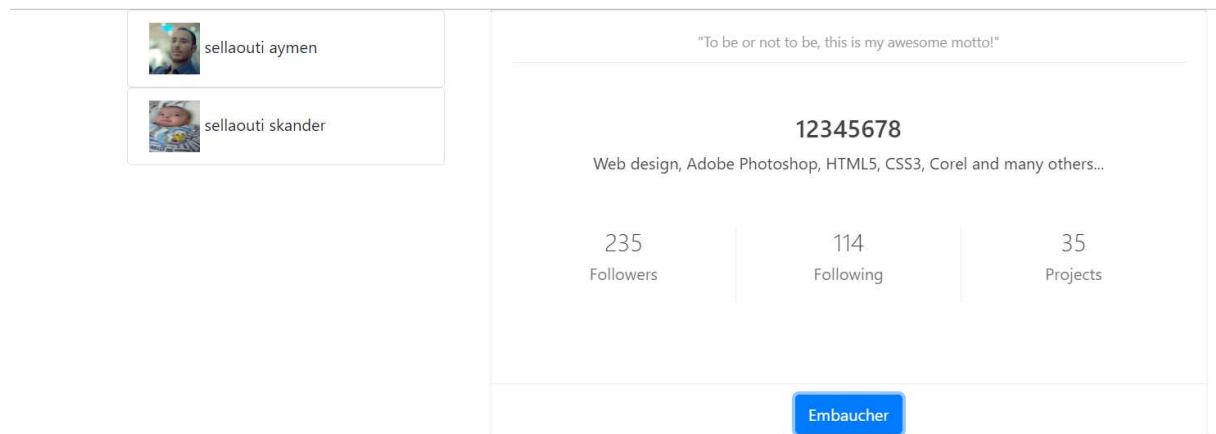 sellaouti aymen
sellaouti skander
"To be or not to be, this is my awesome motto!"
12345678
Web design, Adobe Photoshop, HTML5, CSS3, Corel and many others...
235
Followers
114
Following
35
Projects
Embaucher